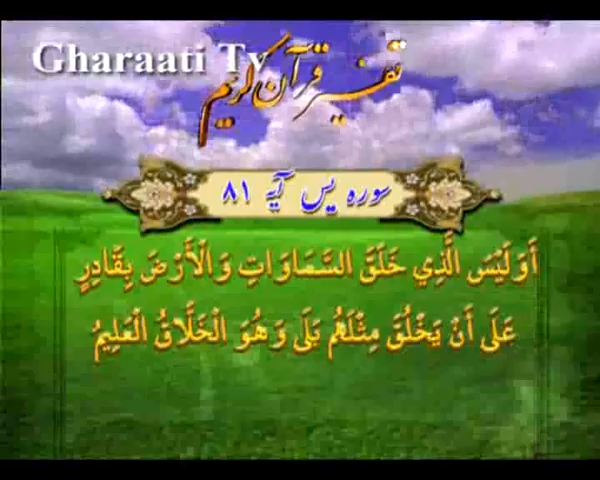 Gharaati Tv
تفسیر قرآن کریم
سوره یس آیه ۸۱
أَوَلَيْسَ الَّذِي خَلَقَ السَّمَاوَاتِ وَالْأَرْضَ بِقَادِرٍ
عَلَى أَنْ يَخْلُقَ مِثْلَهُمْ بَلَى وَهُوَ الْخَلَّاقُ الْعَلِيمُ